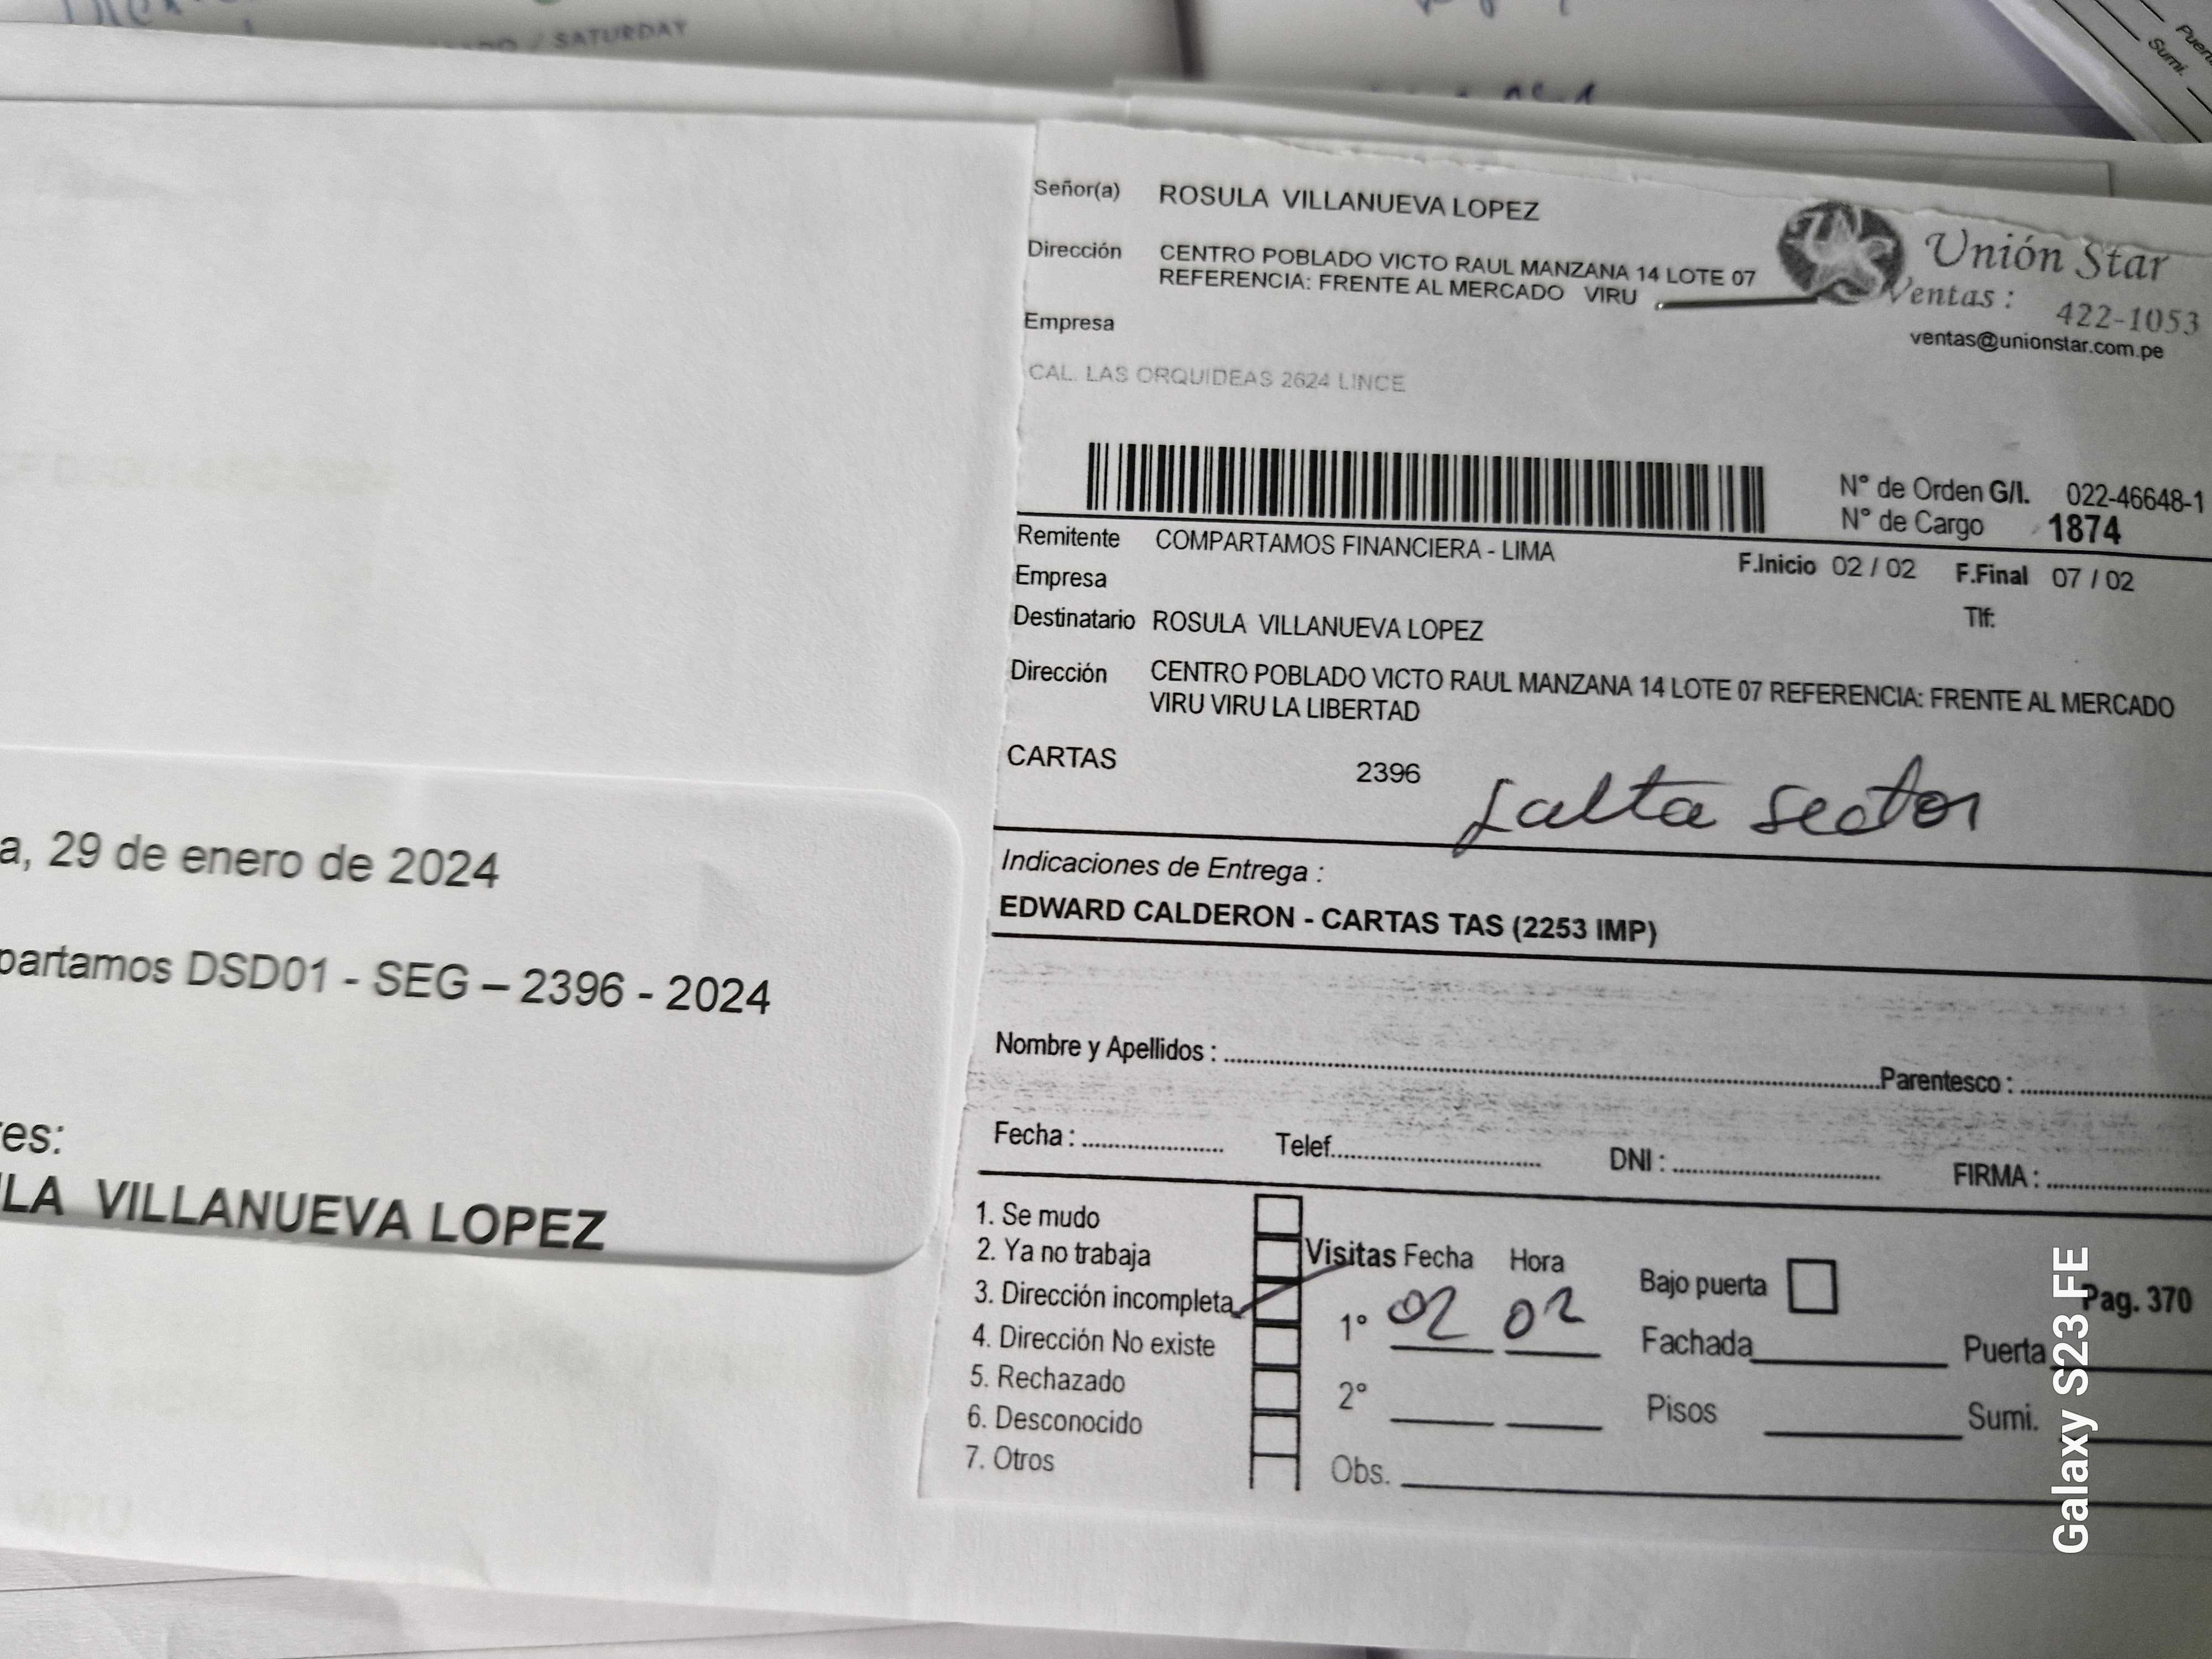 / SATURDAY
Puer
Sumi.
Señor(a) ROSULA VILLANUEVA LOPEZ
Dirección CENTRO POBLADO VICTO RAUL MANZANA 14 LOTE 07
REFERENCIA: FRENTE AL MERCADO VIRU
Unión Star
Ventas : 422-1053
ventas@unionstar.com.pe
Empresa
CAL. LAS ORQUIDEAS 2624 LINCE
N° de Orden G/I. 022-46648-1
N° de Cargo 1874
Remitente COMPARTAMOS FINANCIERA - LIMA
F.Inicio 02 / 02 F.Final 07 / 02
Empresa
Tlf:
Destinatario ROSULA VILLANUEVA LOPEZ
Dirección CENTRO POBLADO VICTO RAUL MANZANA 14 LOTE 07 REFERENCIA: FRENTE AL MERCADO
VIRU VIRU LA LIBERTAD
CARTAS 2396
falta sector
Indicaciones de Entrega :
EDWARD CALDERON - CARTAS TAS (2253 IMP)
Nombre y Apellidos : Parentesco :
Fecha : Telef. DNI : FIRMA :
1. Se mudo
2. Ya no trabaja
3. Dirección incompleta
4. Dirección No existe
5. Rechazado
6. Desconocido
7. Otros
Visitas Fecha Hora
1° 02 02
2°
Obs.
Bajo puerta Pag. 370
Fachada Puerta
Pisos Sumi.
a, 29 de enero de 2024
partamos DSD01 - SEG – 2396 - 2024
es:
LA VILLANUEVA LOPEZ
VIRU
Galaxy S23 FE